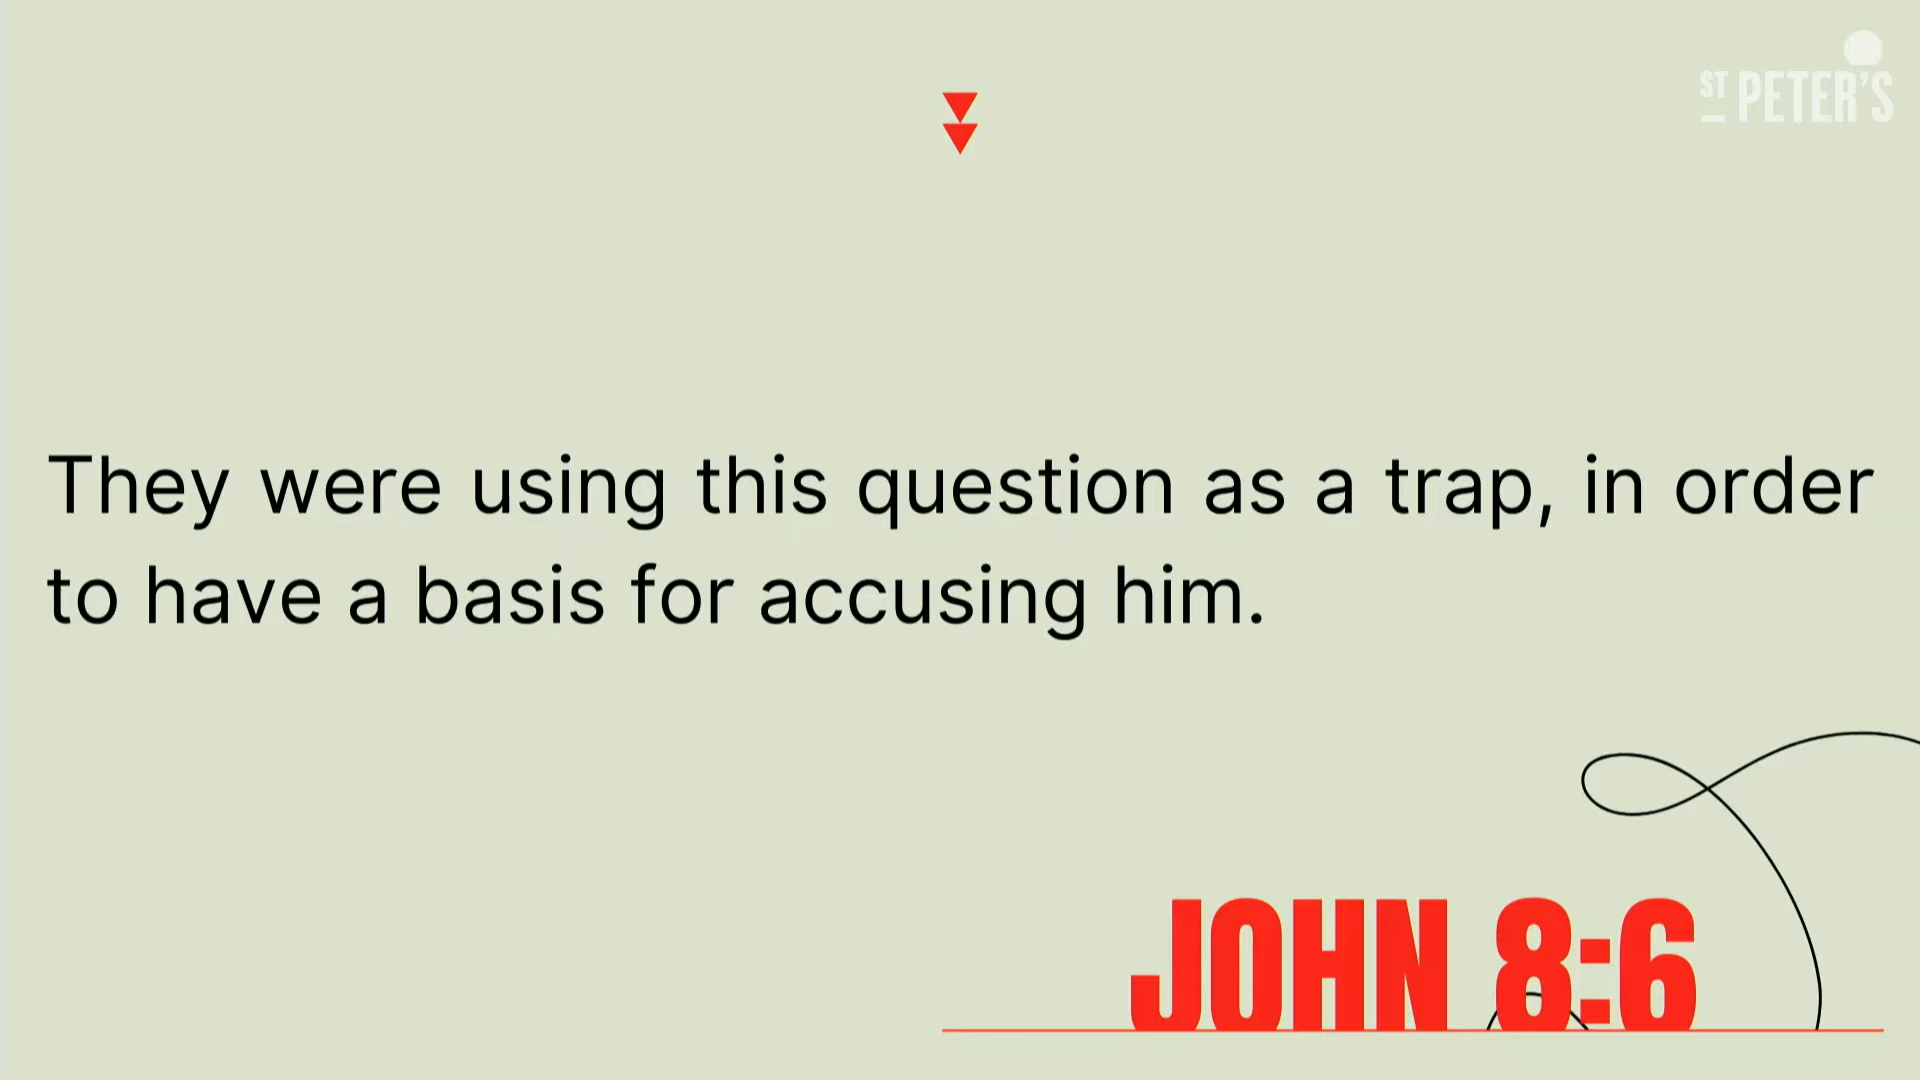 ST PETER'S
They were using this question as a trap, in order
to have a basis for accusing him.
JOHN 8:6